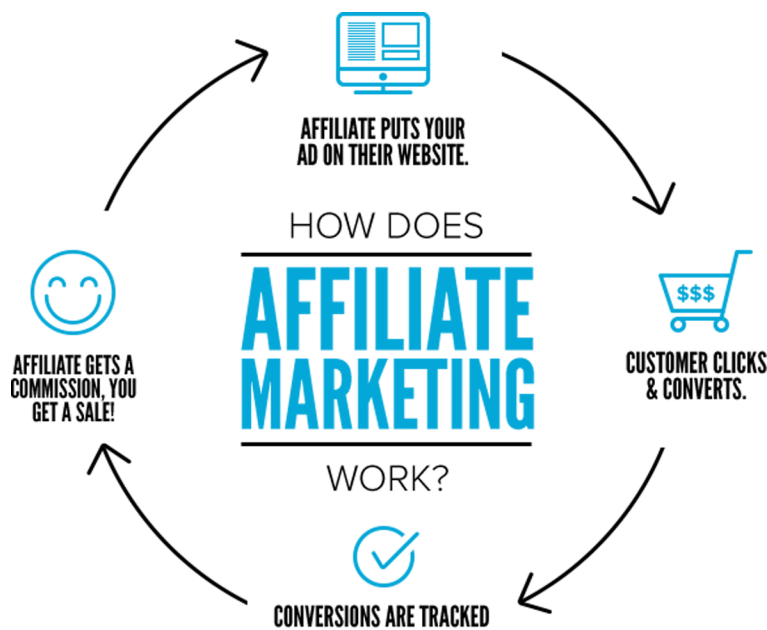 AFFILIATE PUTS YOUR
AD ON THEIR WEBSITE.
HOW DOES
AFFILIATE
MARKETING
WORK?
$$$
CUSTOMER CLICKS
& CONVERTS.
CONVERSIONS ARE TRACKED
AFFILIATE GETS A
COMMISSION, YOU
GET A SALE!